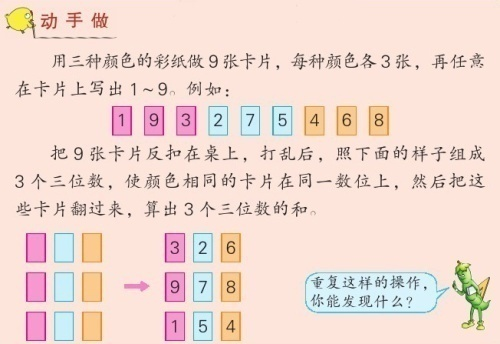 动手做
用三种颜色的彩纸做9张卡片，每种颜色各3张，再任意
在卡片上写出1~9。例如：
1 9 3 2 7 5 4 6 8
把9张卡片反扣在桌上，打乱后，照下面的样子组成
3个三位数，使颜色相同的卡片在同一数位上，然后把这
些卡片翻过来，算出3个三位数的和。
3 2 6
9 7 8
1 5 4
重复这样的操作，
你能发现什么？